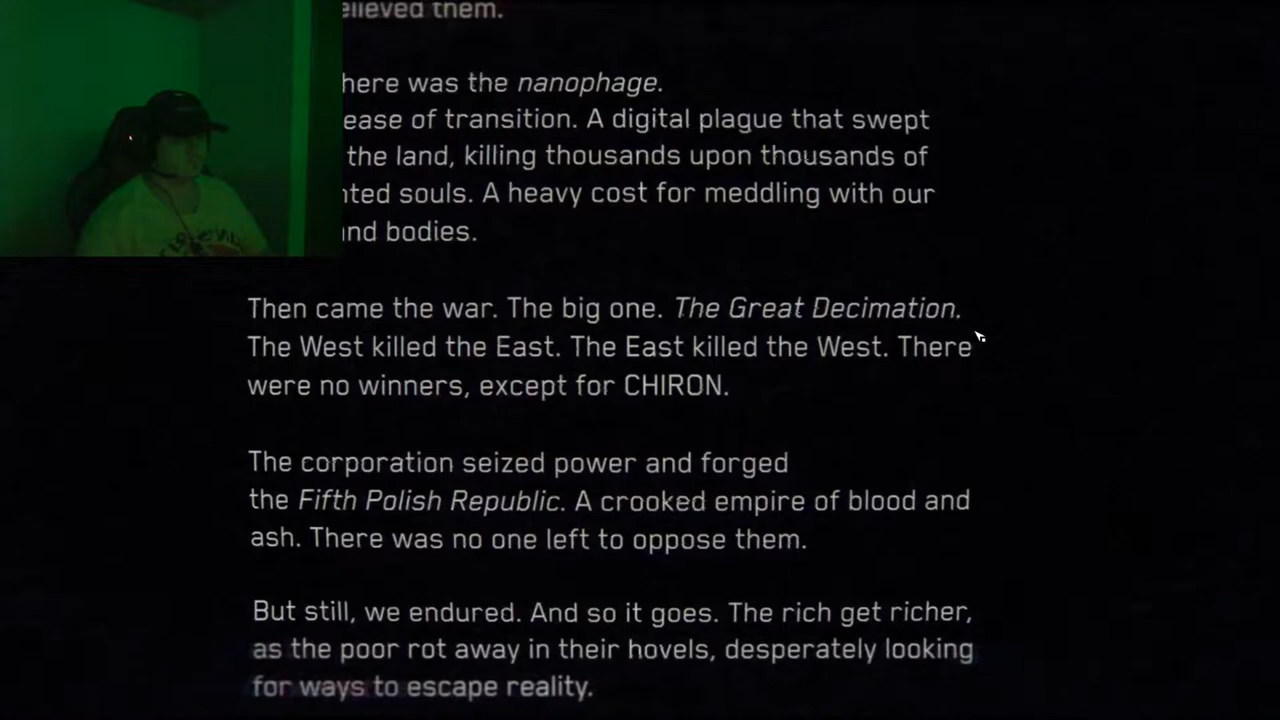 them.
was the nanophage.
of transition. A digital plague that swept
the land, killing thousands upon thousands of
souls. A heavy cost for meddling with our
bodies.
Then came the war. The big one. The Great Decimation.
The West killed the East. The East killed the West. There
were no winners, except for CHIRON.
The corporation seized power and forged
the Fifth Polish Republic. A crooked empire of blood and
ash. There was no one left to oppose them.
But still, we endured. And so it goes. The rich get richer,
as the poor rot away in their hovels, desperately looking
for ways to escape reality.